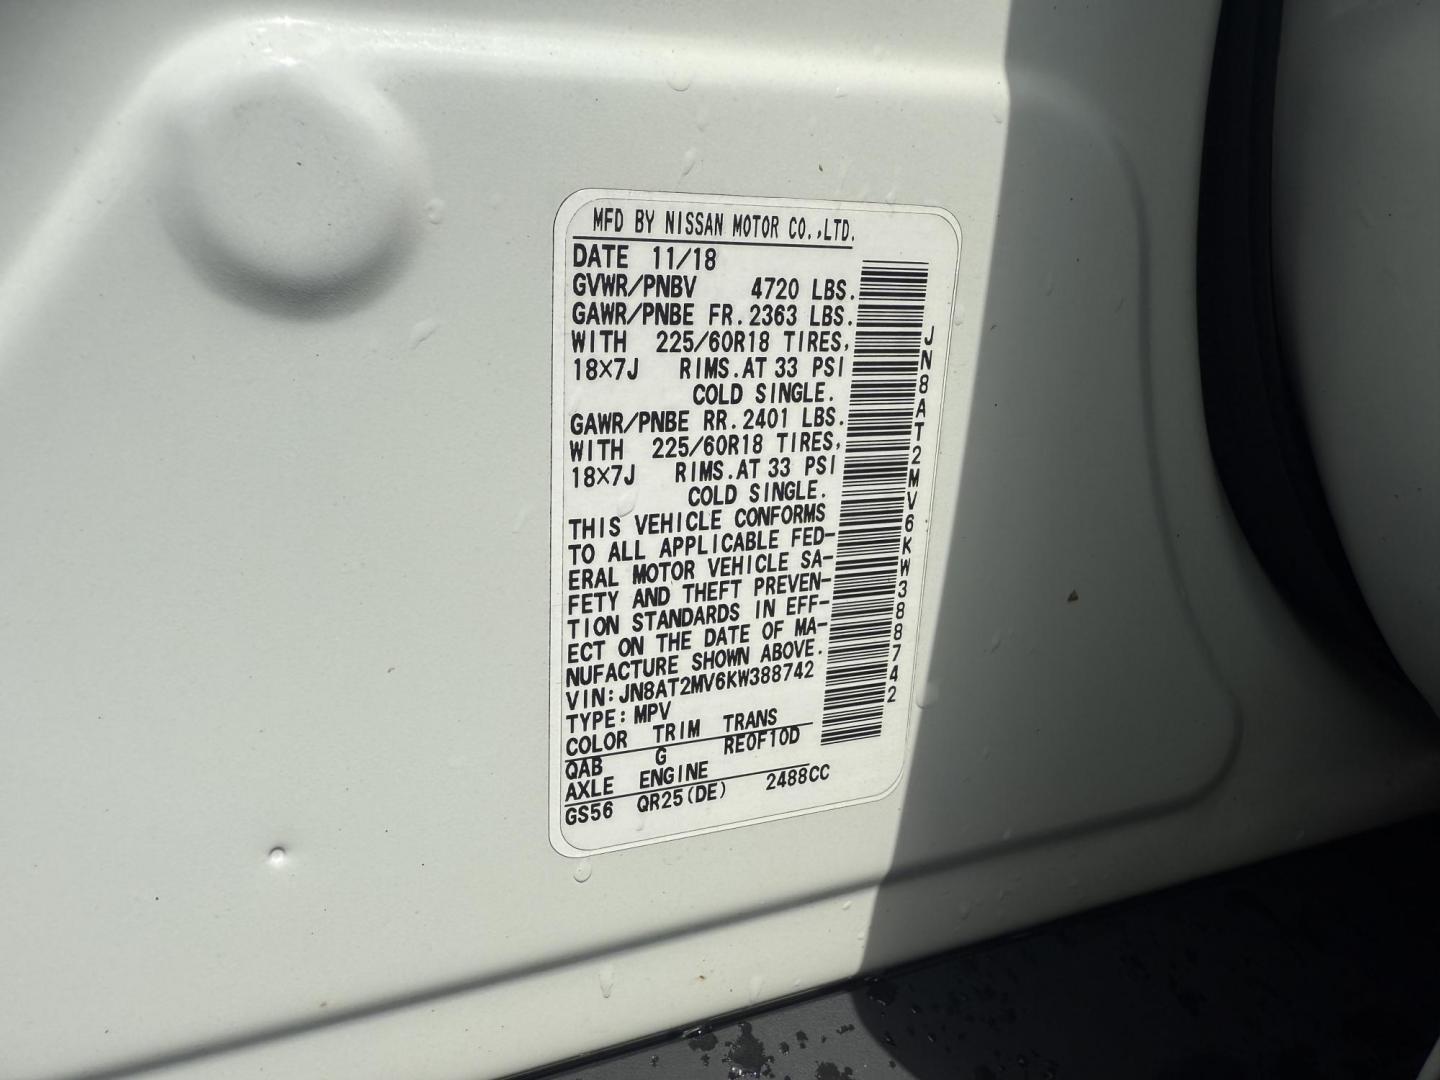 MFD BY NISSAN MOTOR CO.,LTD.
DATE 11/18
GVWR/PNBV 4720 LBS.
GAWR/PNBE FR. 2363 LBS.
WITH 225/60R18 TIRES,
18×7J RIMS. AT 33 PSI
COLD SINGLE.
GAWR/PNBE RR. 2401 LBS.
WITH 225/60R18 TIRES,
18×7J RIMS. AT 33 PSI
COLD SINGLE.
THIS VEHICLE CONFORMS
TO ALL APPLICABLE FED-
ERAL MOTOR VEHICLE SA-
FETY AND THEFT PREVEN-
TION STANDARDS IN EFF-
ECT ON THE DATE OF MA-
NUFACTURE SHOWN ABOVE.
VIN: JN8AT2MV6KW388742
TYPE: MPV
COLOR TRIM TRANS
QAB G RE0F10D
AXLE ENGINE
GS56 QR25(DE) 2488CC
JN8AT2MV6KW388742